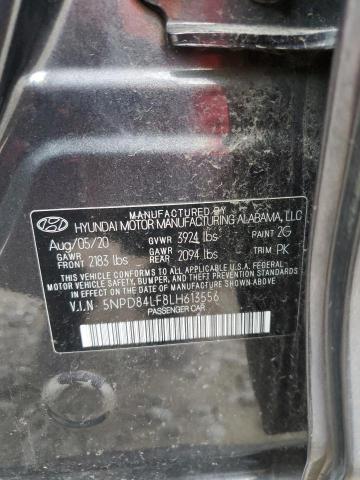 MANUFACTURED BY
HYUNDAI MOTOR MANUFACTURING ALABAMA, LLC
Aug/05/20 GVWR 3924 lbs PAINT 2G
GAWR FRONT 2183 lbs GAWR REAR 2094 lbs TRIM PK
THIS VEHICLE CONFORMS TO ALL APPLICABLE U.S. FEDERAL
MOTOR VEHICLE SAFETY, BUMPER, AND THEFT PREVENTION
STANDARDS IN EFFECT ON THE DATE OF MANUFACTURE SHOWN ABOVE.
V.I.N. 5NPD84LF8LH613556
PASSENGER CAR